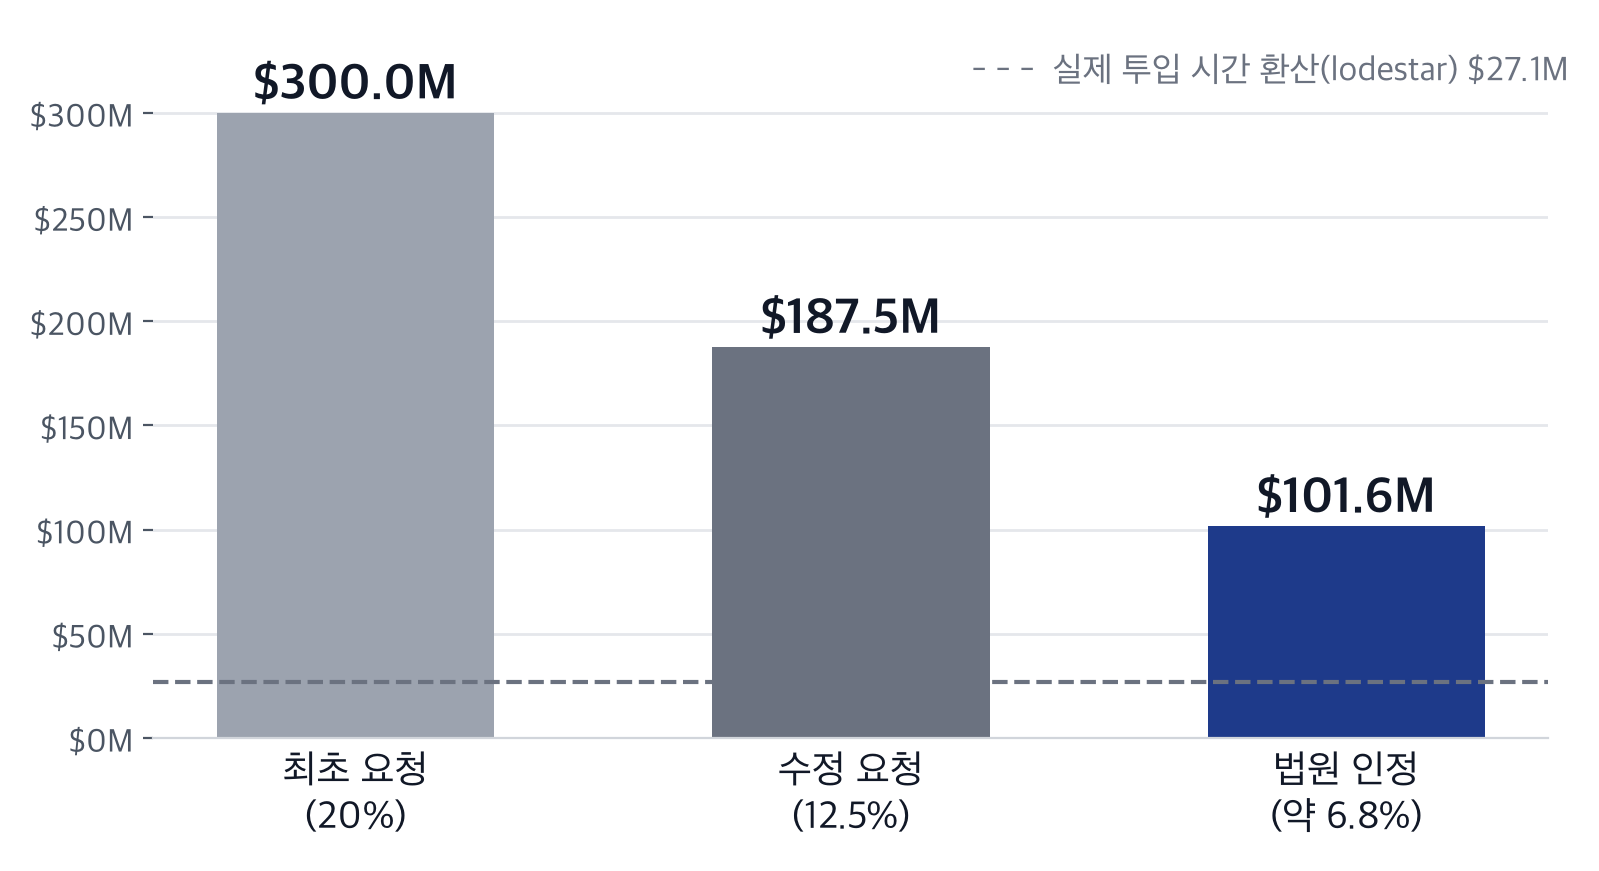 --- 실제 투입 시간 환산(lodestar) $27.1M
$300.0M
$300M
$250M
$200M
$187.5M
$150M
$101.6M
$100M
$50M
$0M
최초 요청
(20%)
수정 요청
(12.5%)
법원 인정
(약 6.8%)